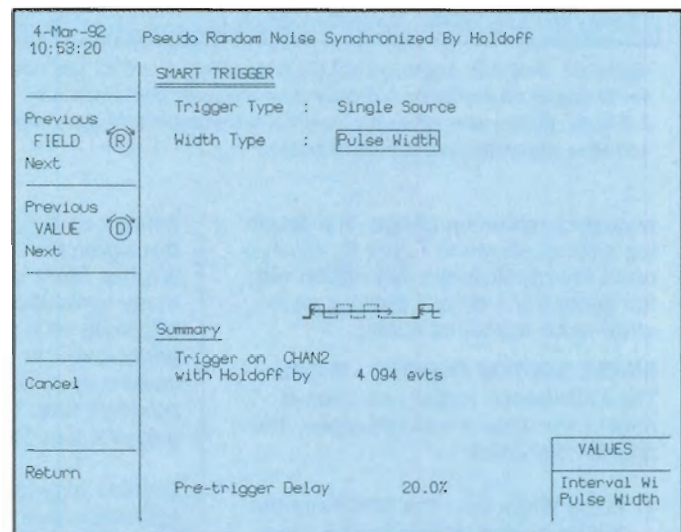 4-Mar-92
10:53:20
Pseudo Random Noise Synchronized By Holdoff
SMART TRIGGER
Trigger Type : Single Source
Width Type : Pulse Width
Previous
FIELD (R)
Next
Previous
VALUE (D)
Next
Summary
Trigger on CHAN2
with Holdoff by 4 094 evts
Cancel
Return
Pre-trigger Delay 20.0%
VALUES
Interval Wi
Pulse Width